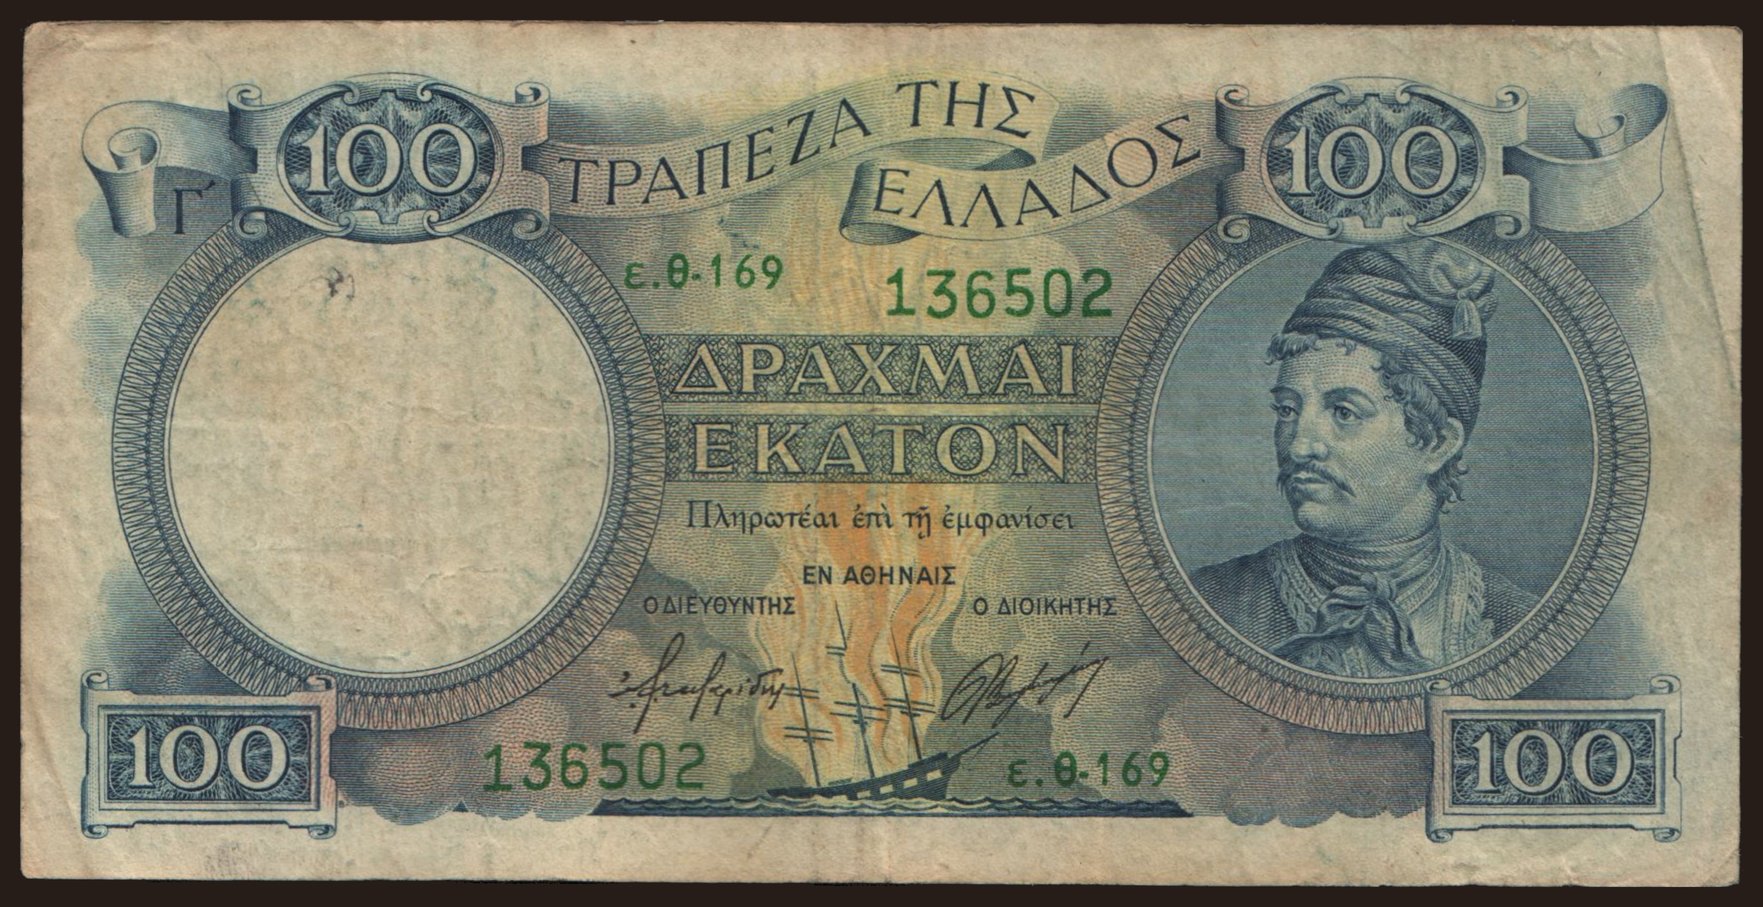 100
100
Γ΄
ΤΡΑΠΕΖΑ ΤΗΣ
ΕΛΛΑΔΟΣ
ε.θ-169
136502
ΔΡΑΧΜΑΙ
ΕΚΑΤΟΝ
Πληρωτέαι ἐπὶ τῇ ἐμφανίσει
ΕΝ ΑΘΗΝΑΙΣ
Ο ΔΙΕΥΘΥΝΤΗΣ
Ο ΔΙΟΙΚΗΤΗΣ
136502
ε.θ-169
100
100